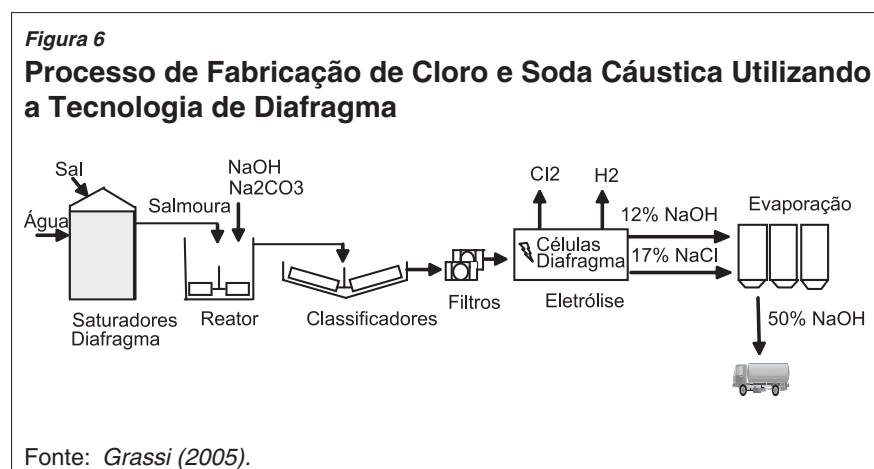 Figura 6
Processo de Fabricação de Cloro e Soda Cáustica Utilizando
a Tecnologia de Diafragma
Sal
Água
Salmoura
NaOH
Na2CO3
Saturadores
Diafragma
Reator
Classificadores
Filtros
Cl2
H2
Células
Diafragma
Eletrólise
12% NaOH
17% NaCl
Evaporação
50% NaOH
Fonte: Grassi (2005).